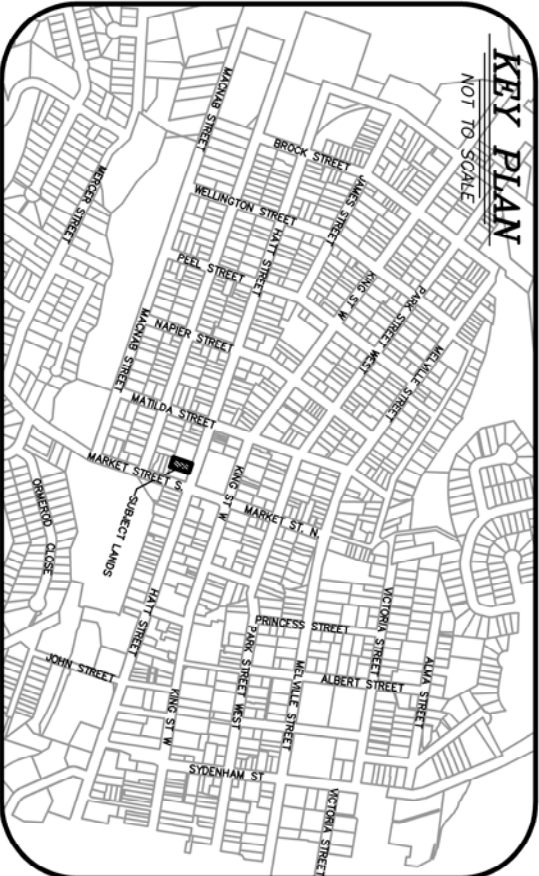 KEY PLAN
NOT TO SCALE
MACNAB STREET
BROCK STREET
WELLINGTON STREET
JAMES STREET
MERCER STREET
PEEL STREET
HATT STREET
KING ST W
PARK STREET WEST
MELVILLE STREET
NAPIER STREET
MACNAB STREET
MATILDA STREET
MARKET STREET S.
KING ST W
MARKET ST. N.
SUBJECT LANDS
ORMEROD CLOSE
HATT STREET
PRINCESS STREET
VICTORIA STREET
ALMA STREET
JOHN STREET
KING ST W
PARK STREET WEST
MELVILLE STREET
ALBERT STREET
SYDENHAM ST
VICTORIA STREET